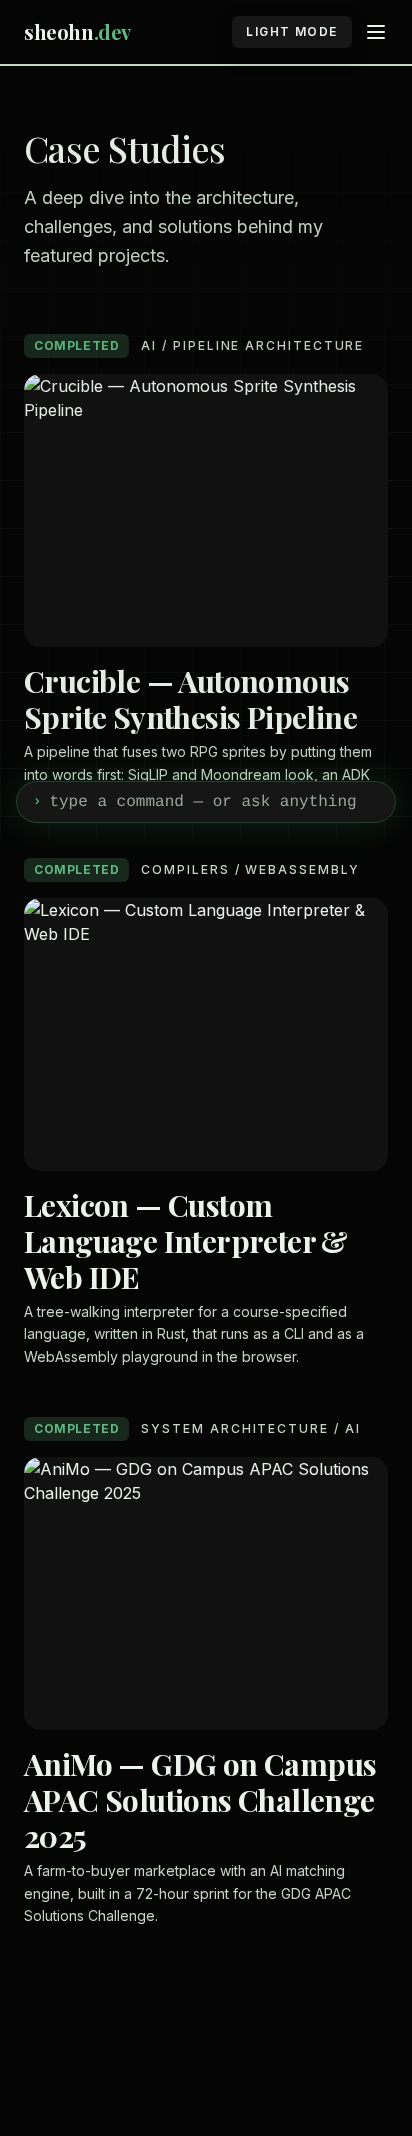 sheohn.dev
LIGHT MODE
Case Studies
A deep dive into the architecture,
challenges, and solutions behind my
featured projects.
COMPLETED AI / PIPELINE ARCHITECTURE
Crucible — Autonomous Sprite Synthesis
Pipeline
Crucible — Autonomous
Sprite Synthesis Pipeline
A pipeline that fuses two RPG sprites by putting them
into words first: SigLIP and Moondream look, an ADK
› type a command — or ask anything
COMPLETED COMPILERS / WEBASSEMBLY
Lexicon — Custom Language Interpreter &
Web IDE
Lexicon — Custom
Language Interpreter &
Web IDE
A tree-walking interpreter for a course-specified
language, written in Rust, that runs as a CLI and as a
WebAssembly playground in the browser.
COMPLETED SYSTEM ARCHITECTURE / AI
AniMo — GDG on Campus APAC Solutions
Challenge 2025
AniMo — GDG on Campus
APAC Solutions Challenge
2025
A farm-to-buyer marketplace with an AI matching
engine, built in a 72-hour sprint for the GDG APAC
Solutions Challenge.